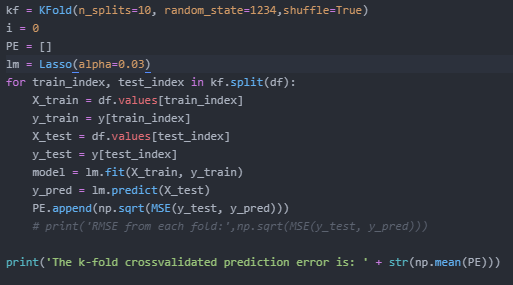 kf = KFold(n_splits=10, random_state=1234,shuffle=True)
i = 0
PE = []
lm = Lasso(alpha=0.03)
for train_index, test_index in kf.split(df):
    X_train = df.values[train_index]
    y_train = y[train_index]
    X_test = df.values[test_index]
    y_test = y[test_index]
    model = lm.fit(X_train, y_train)
    y_pred = lm.predict(X_test)
    PE.append(np.sqrt(MSE(y_test, y_pred)))
    # print('RMSE from each fold:',np.sqrt(MSE(y_test, y_pred)))
print('The k-fold crossvalidated prediction error is: ' + str(np.mean(PE)))